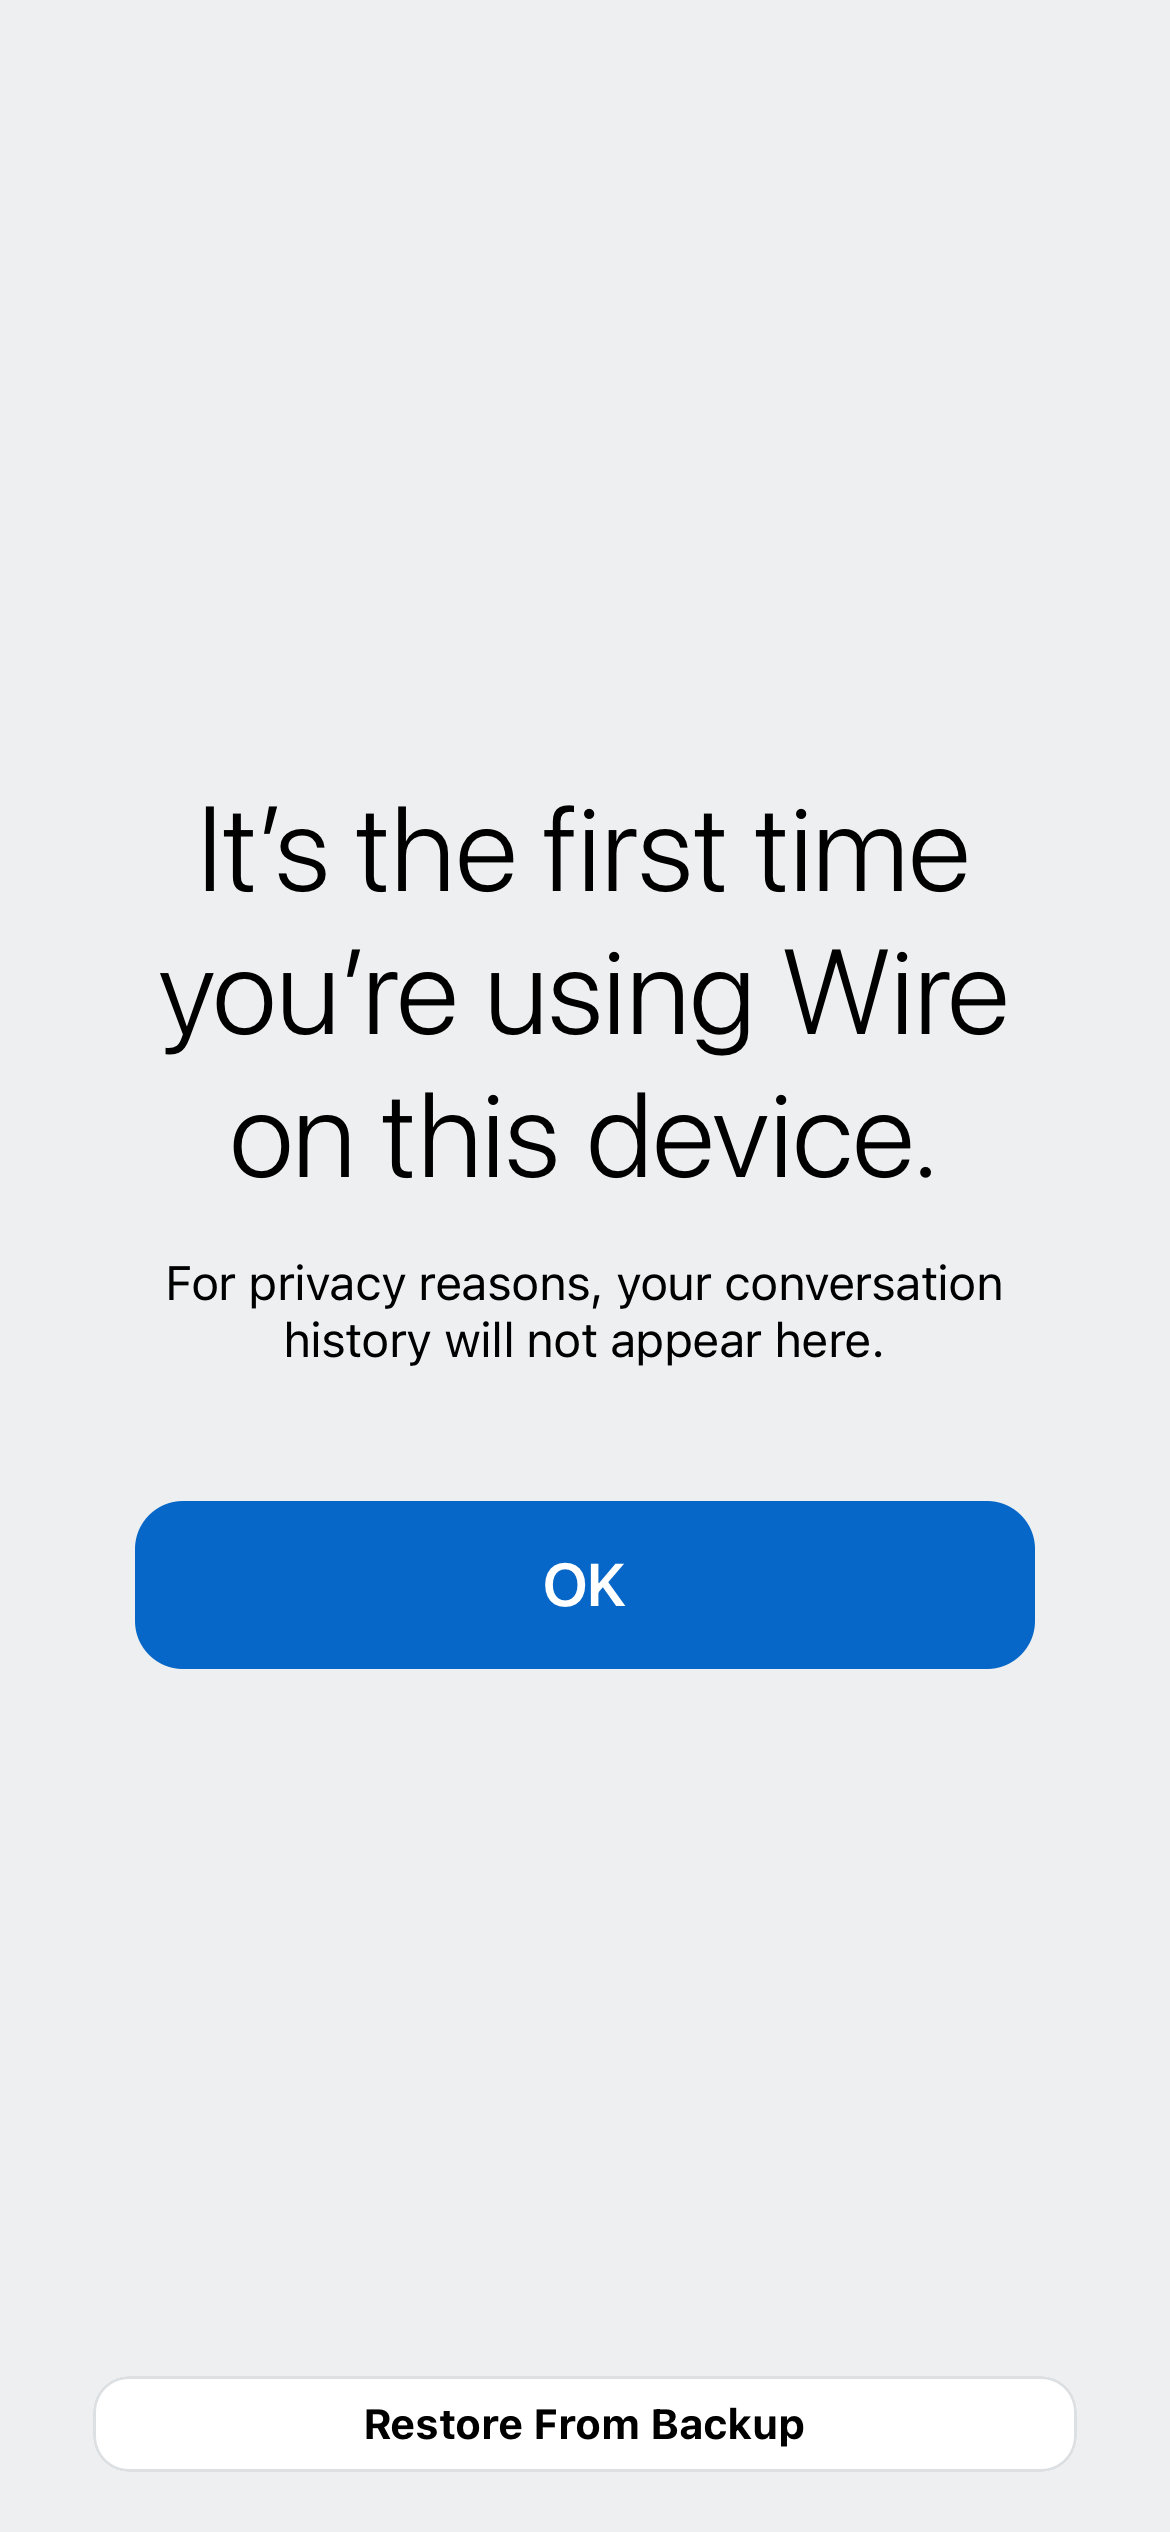 It’s the first time
you’re using Wire
on this device.
For privacy reasons, your conversation
history will not appear here.
OK
Restore From Backup